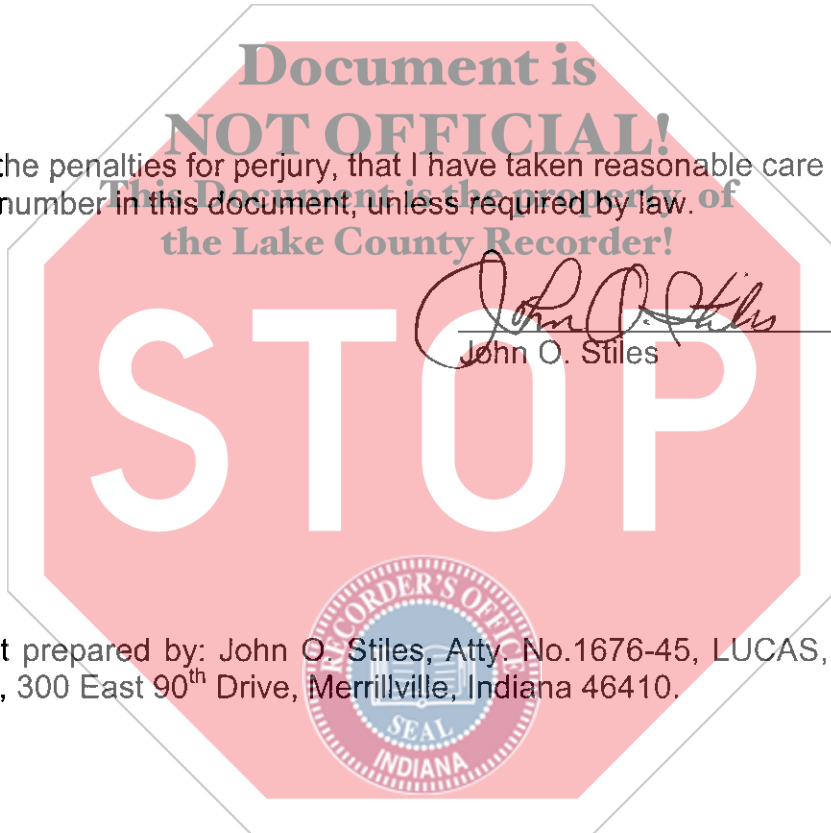 Document is
NOT OFFICIAL!
the penalties for perjury, that I have taken reasonable care
This Document is the property of
number in this document, unless required by law.
the Lake County Recorder!
John O. Stiles
John O. Stiles
STOP
RECORDER'S OFFICE
t prepared by: John O. Stiles, Atty. No.1676-45, LUCAS,
, 300 East 90th Drive, Merrillville, Indiana 46410.
SEAL
INDIANA